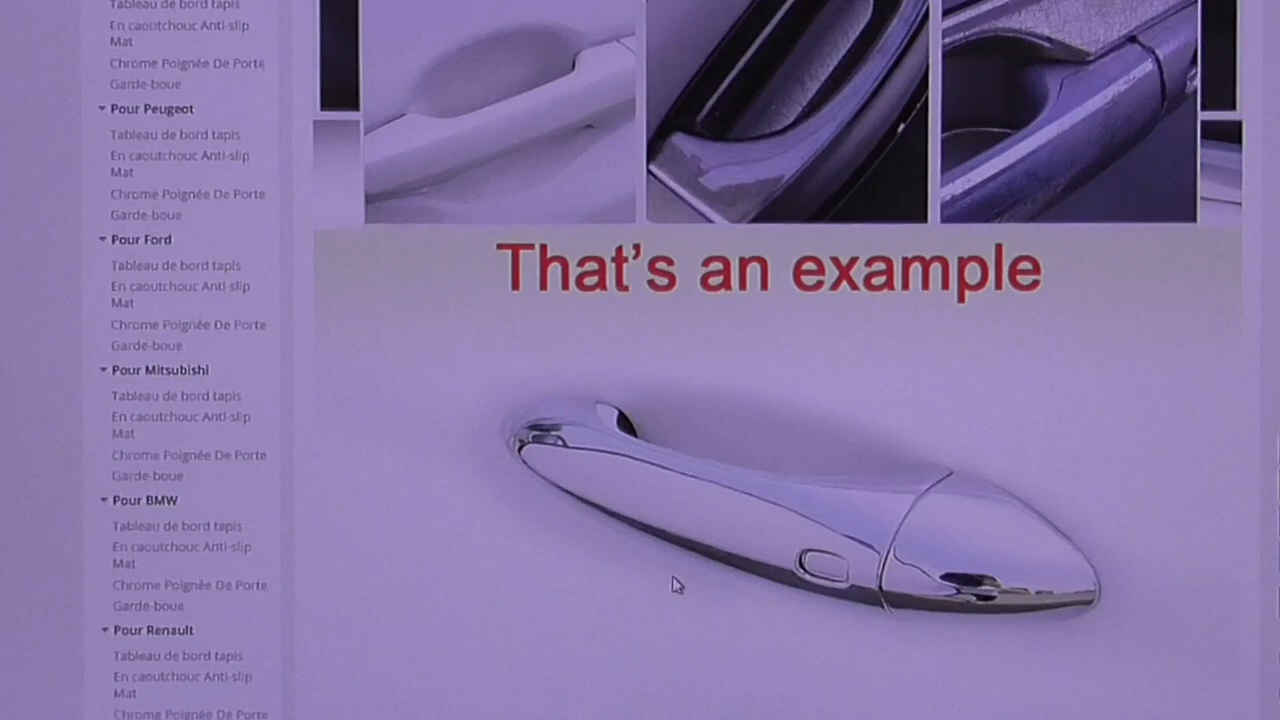 Tableau de bord tapis
En caoutchouc Anti-slip
Mat
Chrome Poignée De Porte
Garde-boue
Pour Peugeot
Tableau de bord tapis
En caoutchouc Anti-slip
Mat
Chrome Poignée De Porte
Garde-boue
Pour Ford
Tableau de bord tapis
En caoutchouc Anti-slip
Mat
Chrome Poignée De Porte
Garde-boue
Pour Mitsubishi
Tableau de bord tapis
En caoutchouc Anti-slip
Mat
Chrome Poignée De Porte
Garde-boue
Pour BMW
Tableau de bord tapis
En caoutchouc Anti-slip
Mat
Chrome Poignée De Porte
Garde-boue
Pour Renault
Tableau de bord tapis
En caoutchouc Anti-slip
Mat
Chrome Poignée De Porte
That's an example